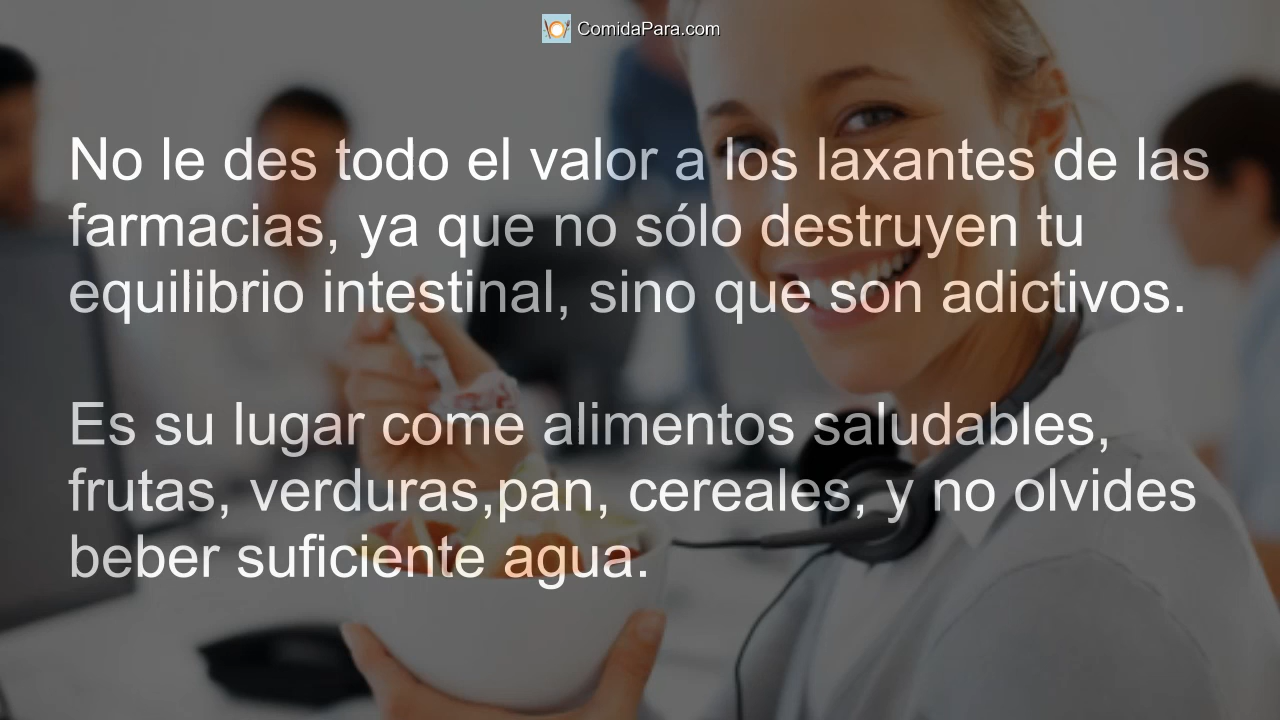 ComidaPara.com
No le des todo el valor a los laxantes de las
farmacias, ya que no sólo destruyen tu
equilibrio intestinal, sino que son adictivos.
Es su lugar come alimentos saludables,
frutas, verduras,pan, cereales, y no olvides
beber suficiente agua.